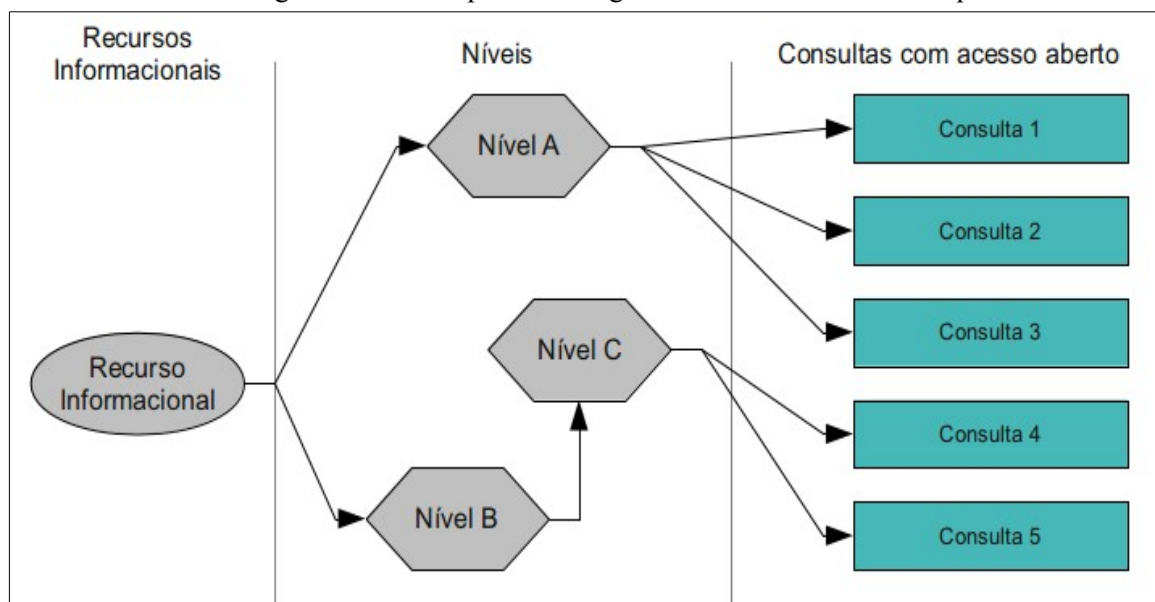 Recursos
Informacionais
Níveis
Consultas com acesso aberto
Nível A
Consulta 1
Consulta 2
Nível C
Consulta 3
Recurso
Informacional
Consulta 4
Nível B
Consulta 5